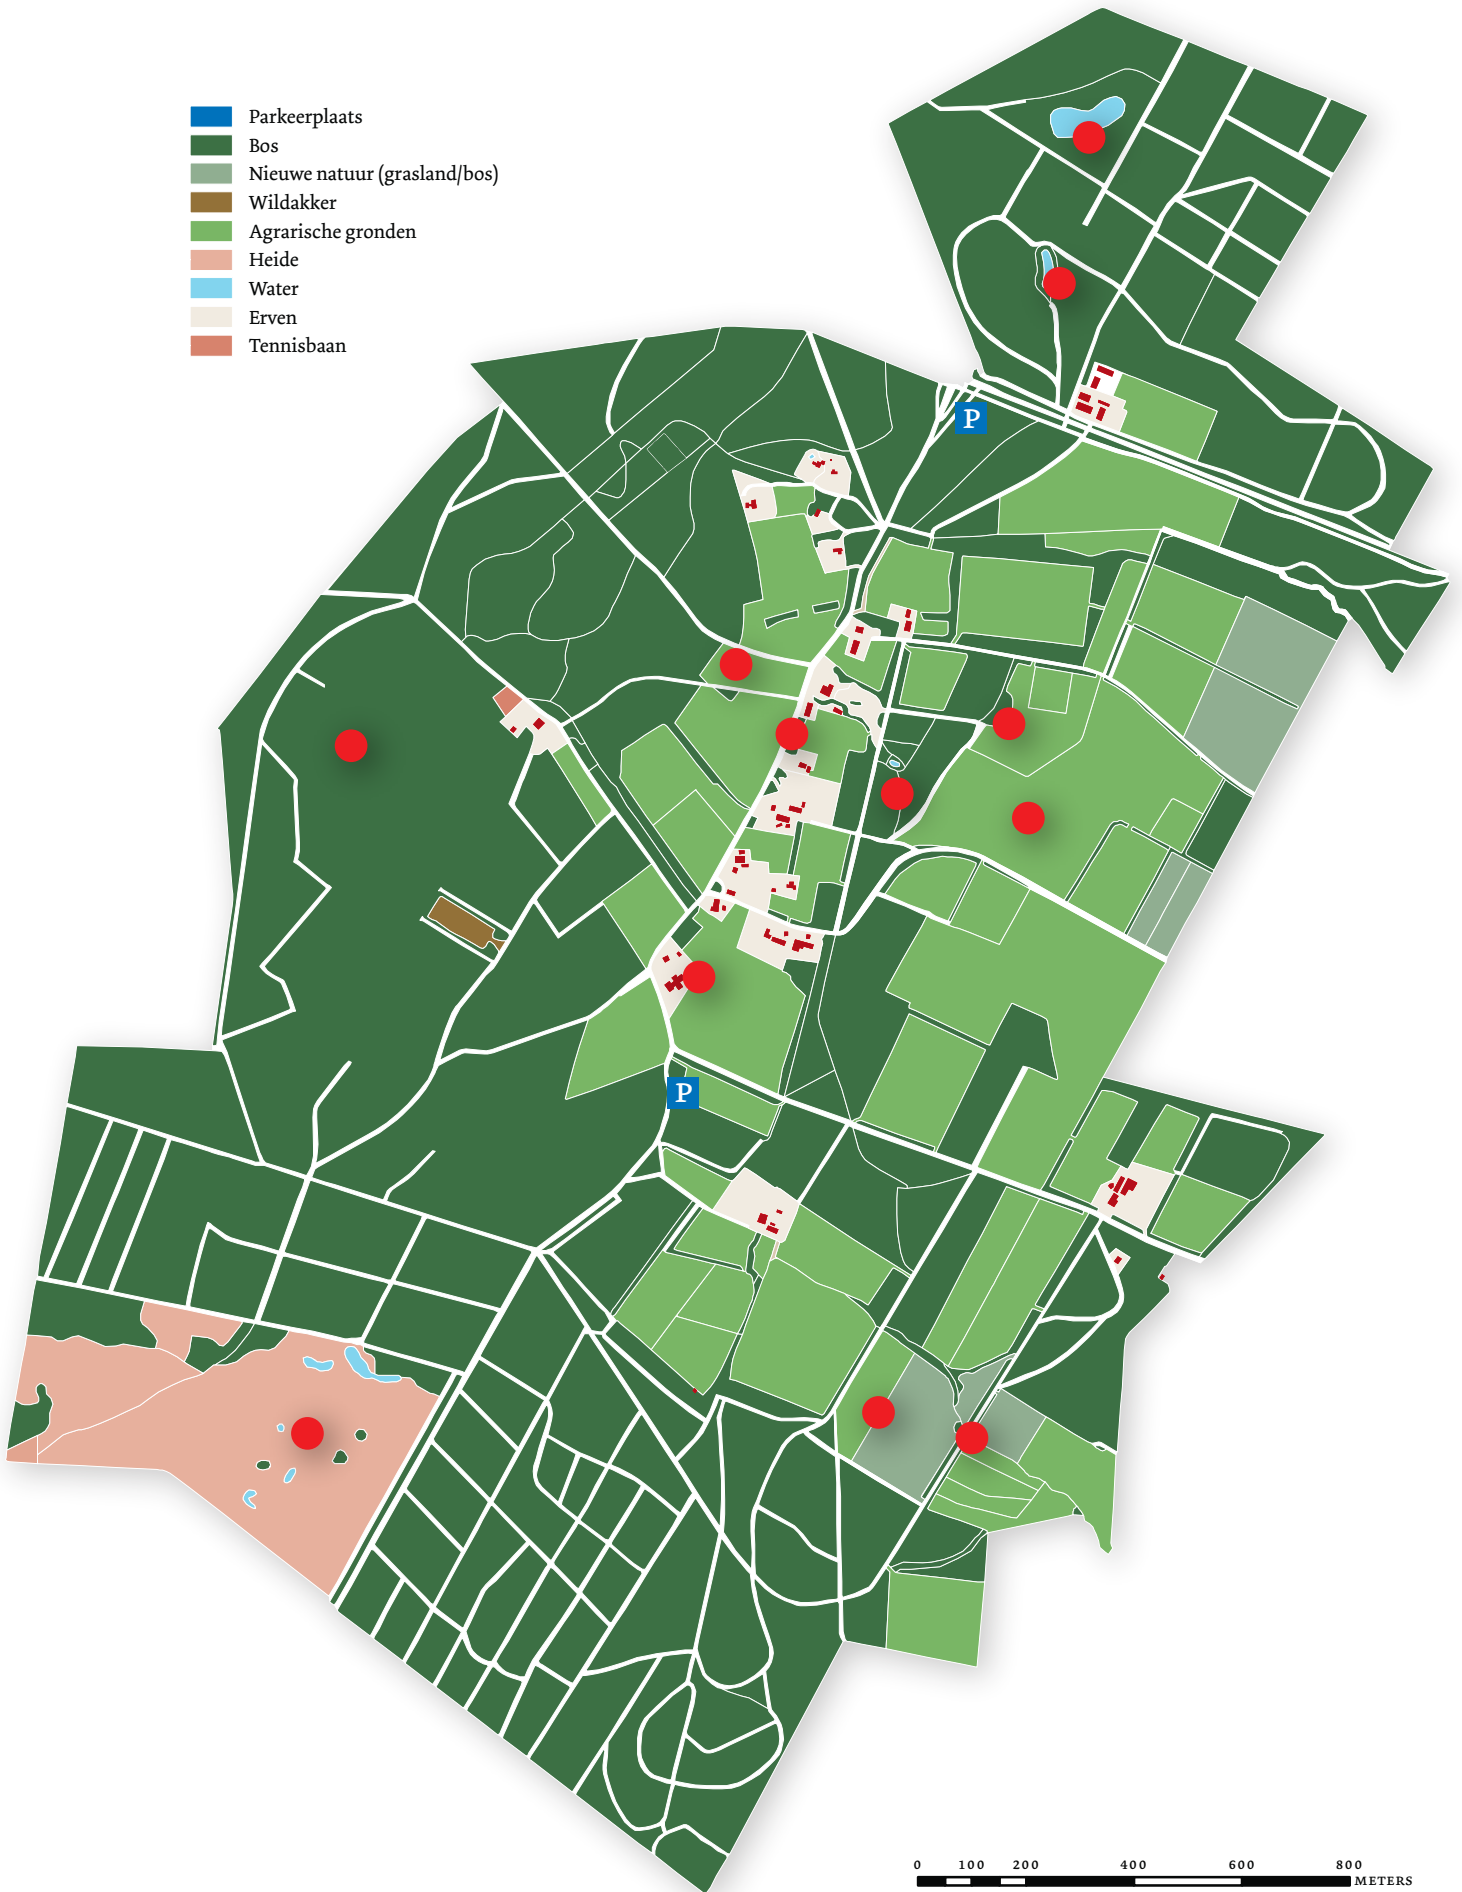 Parkeerplaats
Bos
Nieuwe natuur (grasland/bos)
Wildakker
Agrarische gronden
Heide
Water
Erven
Tennisbaan
P
P
0 100 200 400 600 800
METERS